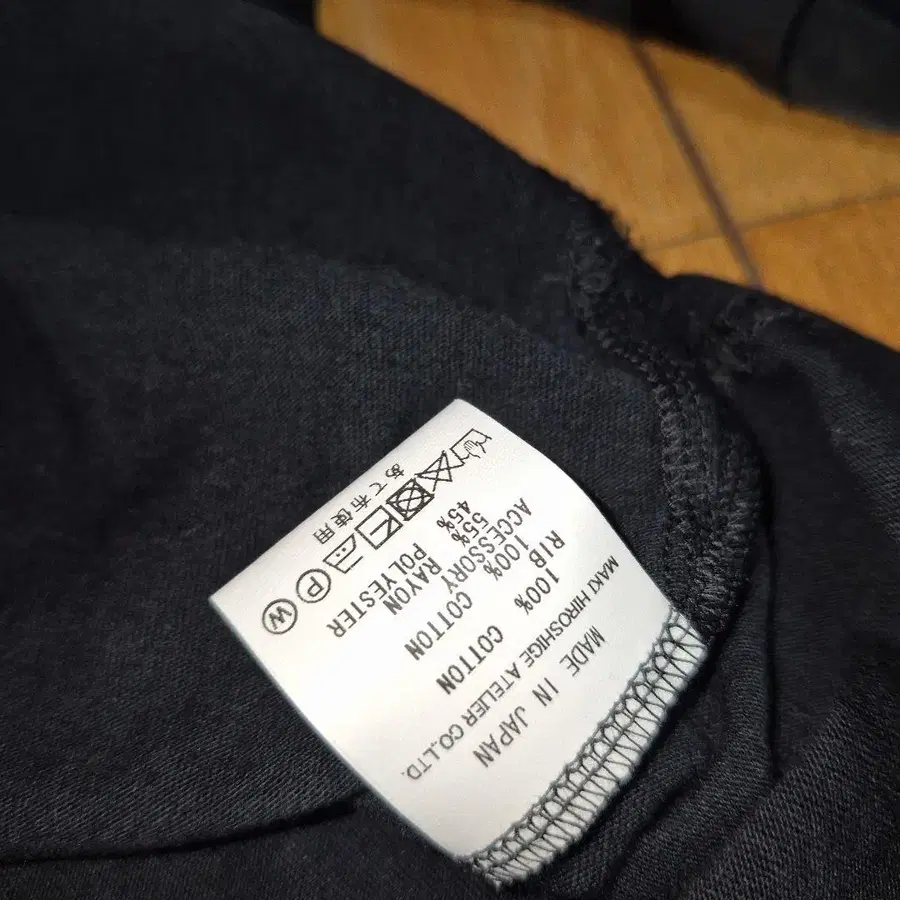 MADE IN JAPAN
MAKI HIROSHIGE ATELIER CO.,LTD.
RIB 100% COTTON
ACCESSORY 100% COTTON
55% RAYON
45% POLYESTER
P W
あて布使用